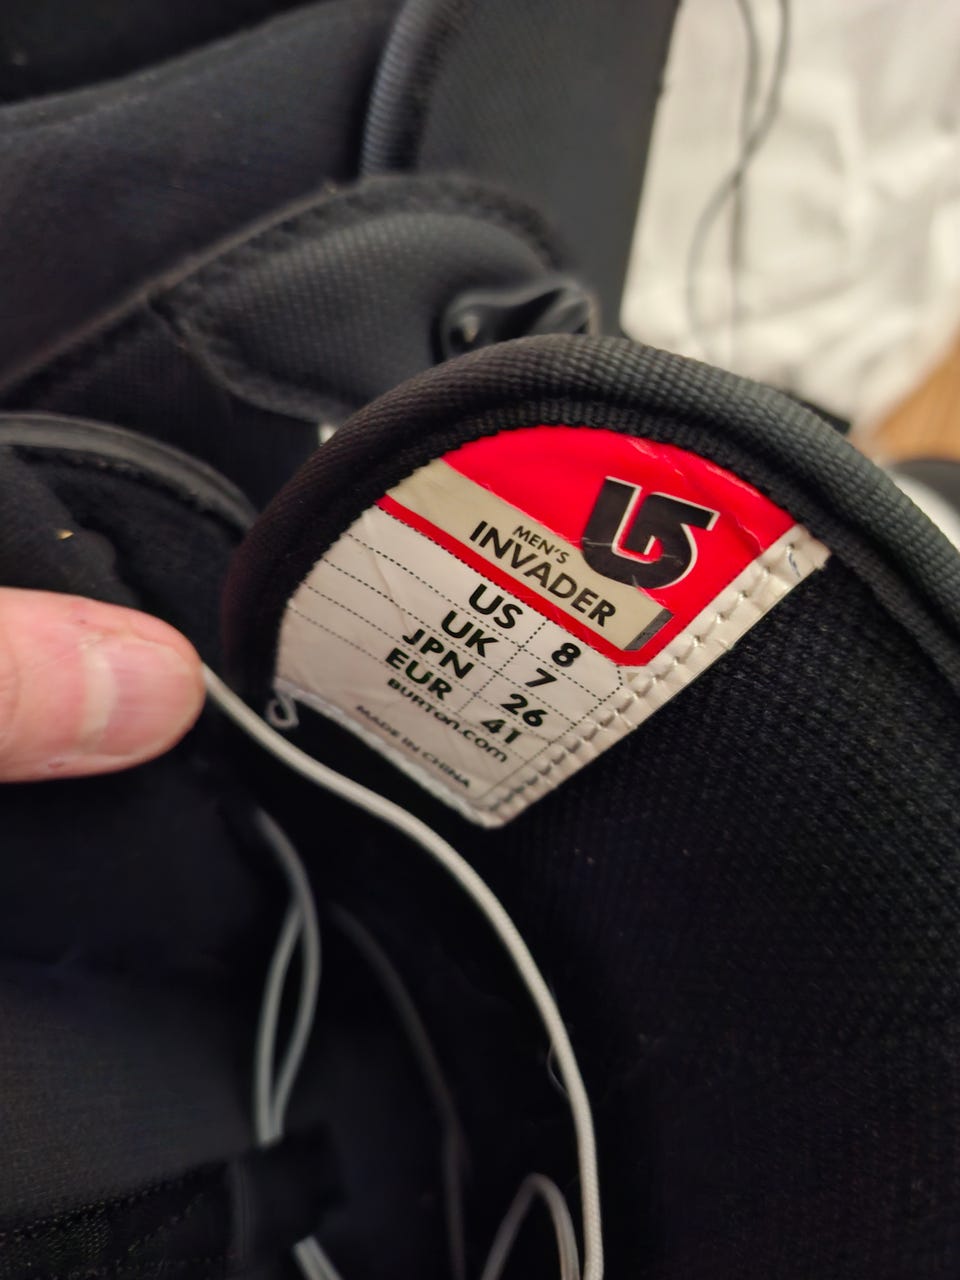 MEN'S
INVADER
US 8
UK 7
JPN 26
EUR 41
BURTON.COM
MADE IN CHINA